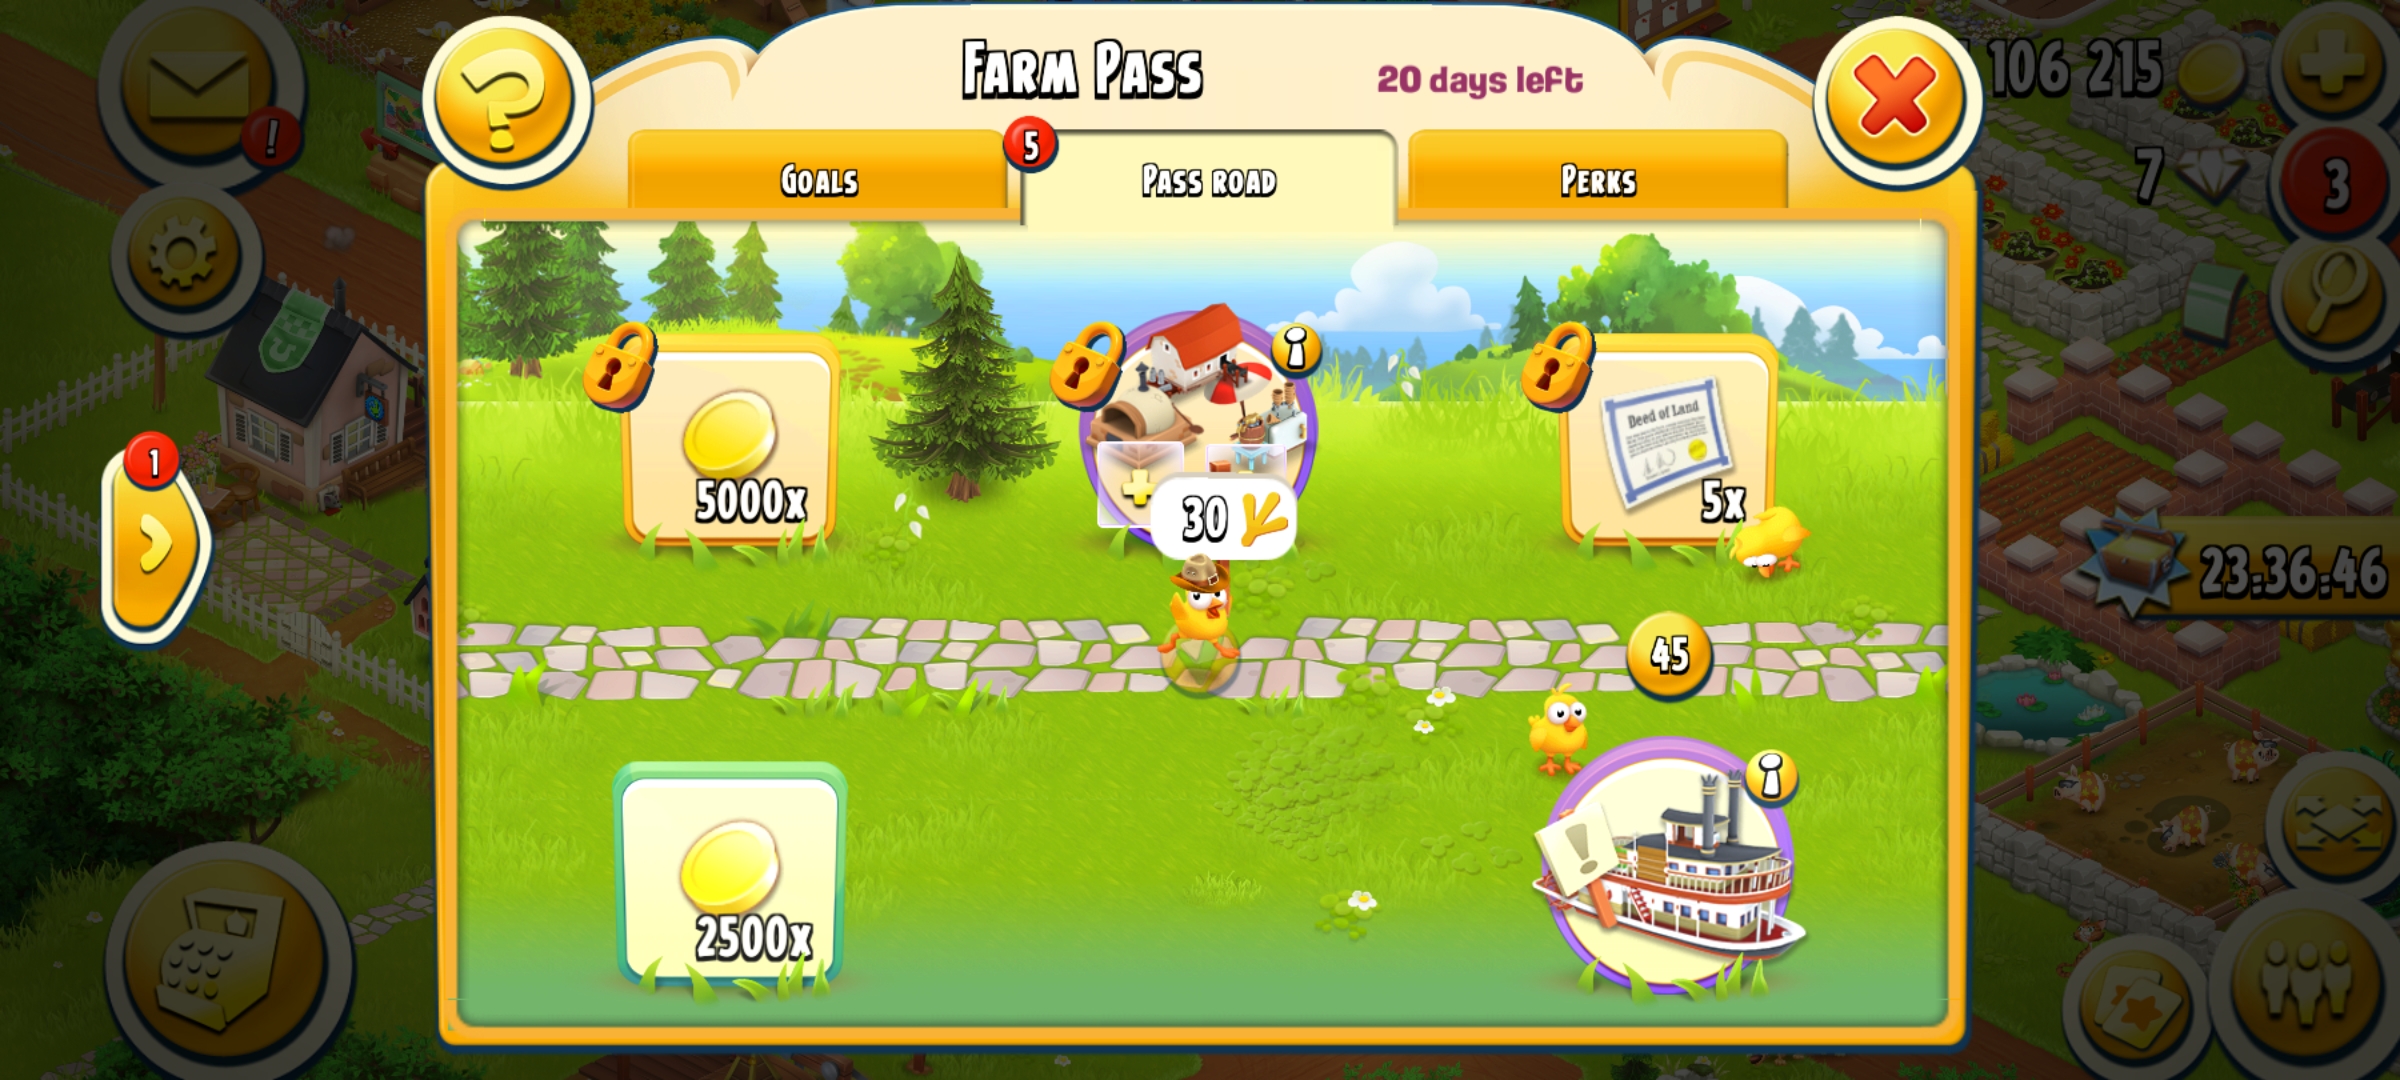 FARM PASS
20 days left
106 215
!
5
GOALS
PASS ROAD
PERKS
7
3
Deed of Land
5000x
5x
30
1
23:36:46
45
2500x